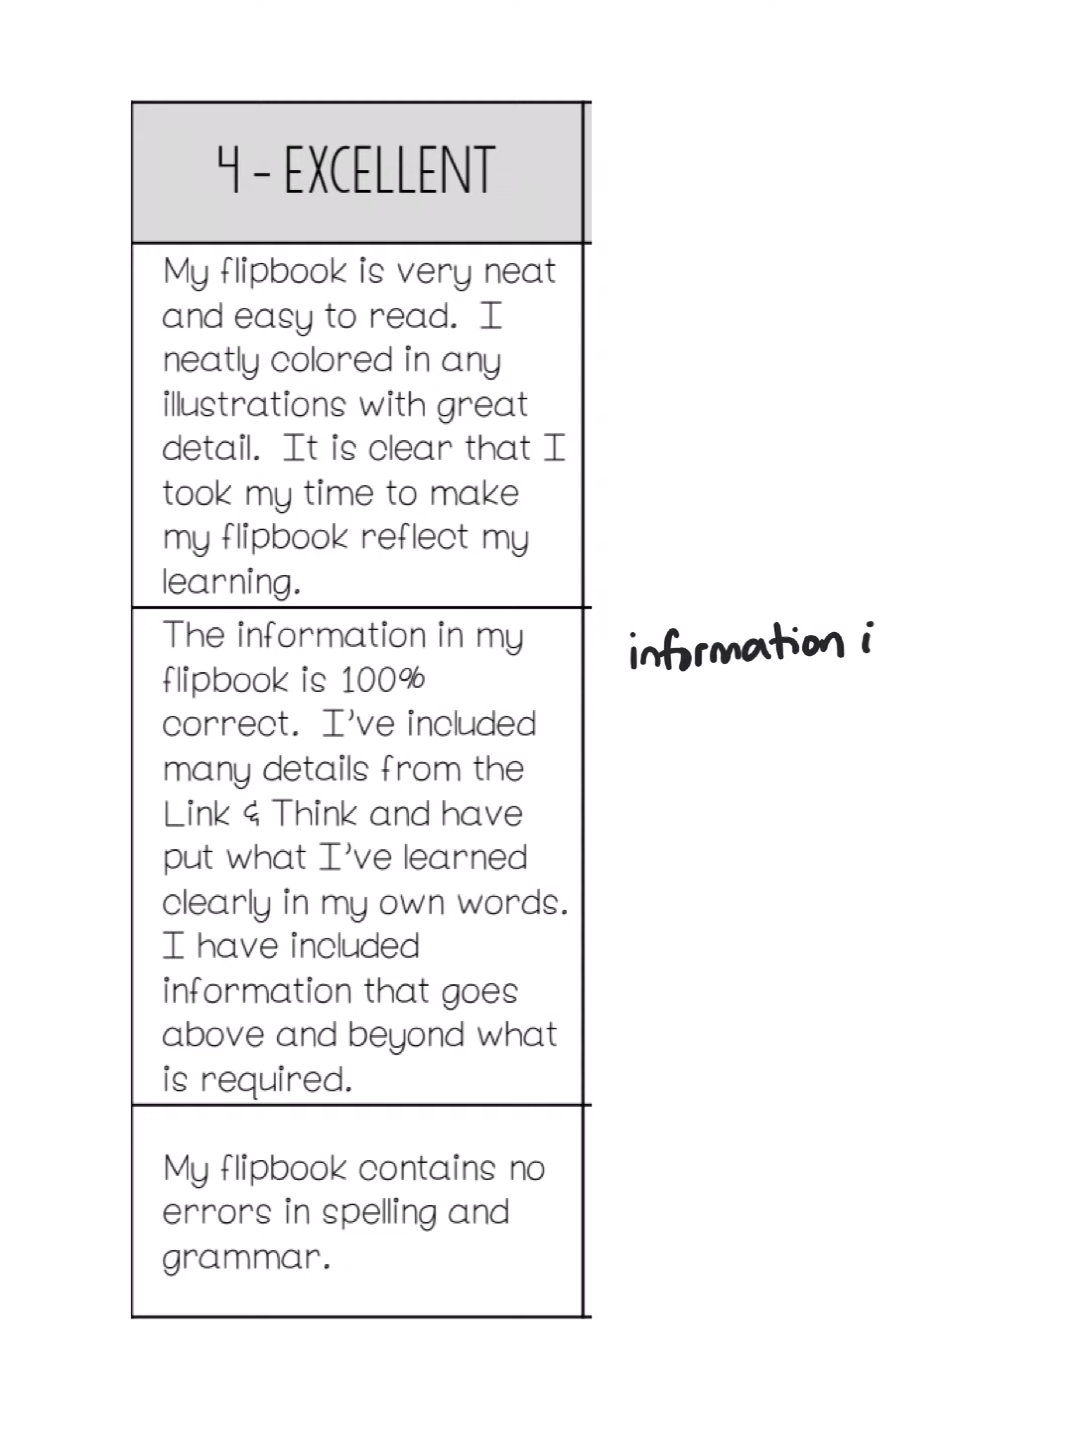 4 - EXCELLENT
My flipbook is very neat
and easy to read. I
neatly colored in any
illustrations with great
detail. It is clear that I
took my time to make
my flipbook reflect my
learning.
The information in my
flipbook is 100%
correct. I've included
many details from the
Link & Think and have
put what I've learned
clearly in my own words.
I have included
information that goes
above and beyond what
is required.
My flipbook contains no
errors in spelling and
grammar.
information i